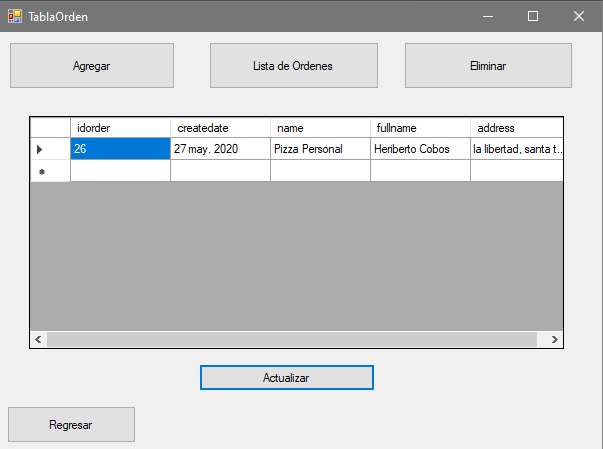 TablaOrden
Agregar Lista de Ordenes Eliminar
idorder createdate name fullname address
26 27 may. 2020 Pizza Personal Heriberto Cobos la libertad, santa t...
Actualizar
Regresar